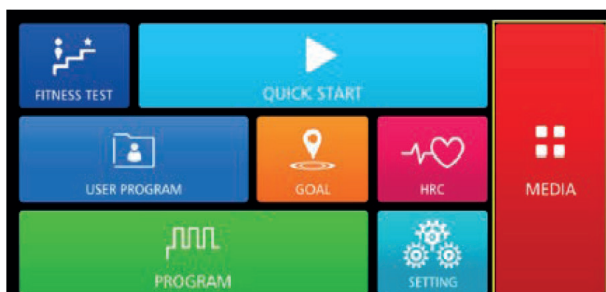 FITNESS TEST
QUICK START
USER PROGRAM
GOAL
HRC
MEDIA
PROGRAM
SETTING